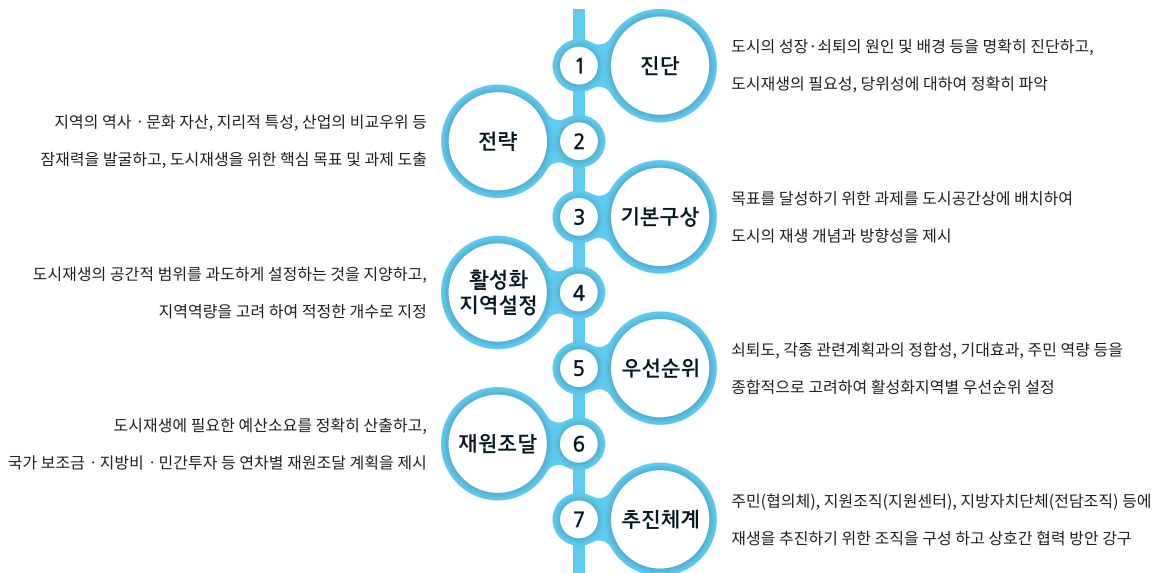 1
진단
도시의 성장·쇠퇴의 원인 및 배경 등을 명확히 진단하고,
도시재생의 필요성, 당위성에 대하여 정확히 파악
2
전략
지역의 역사 · 문화 자산, 지리적 특성, 산업의 비교우위 등
잠재력을 발굴하고, 도시재생을 위한 핵심 목표 및 과제 도출
3
기본구상
목표를 달성하기 위한 과제를 도시공간상에 배치하여
도시의 재생 개념과 방향성을 제시
4
활성화
지역설정
도시재생의 공간적 범위를 과도하게 설정하는 것을 지양하고,
지역역량을 고려 하여 적정한 개수로 지정
5
우선순위
쇠퇴도, 각종 관련계획과의 정합성, 기대효과, 주민 역량 등을
종합적으로 고려하여 활성화지역별 우선순위 설정
6
재원조달
도시재생에 필요한 예산소요를 정확히 산출하고,
국가 보조금 · 지방비 · 민간투자 등 연차별 재원조달 계획을 제시
7
추진체계
주민(협의체), 지원조직(지원센터), 지방자치단체(전담조직) 등에
재생을 추진하기 위한 조직을 구성 하고 상호간 협력 방안 강구